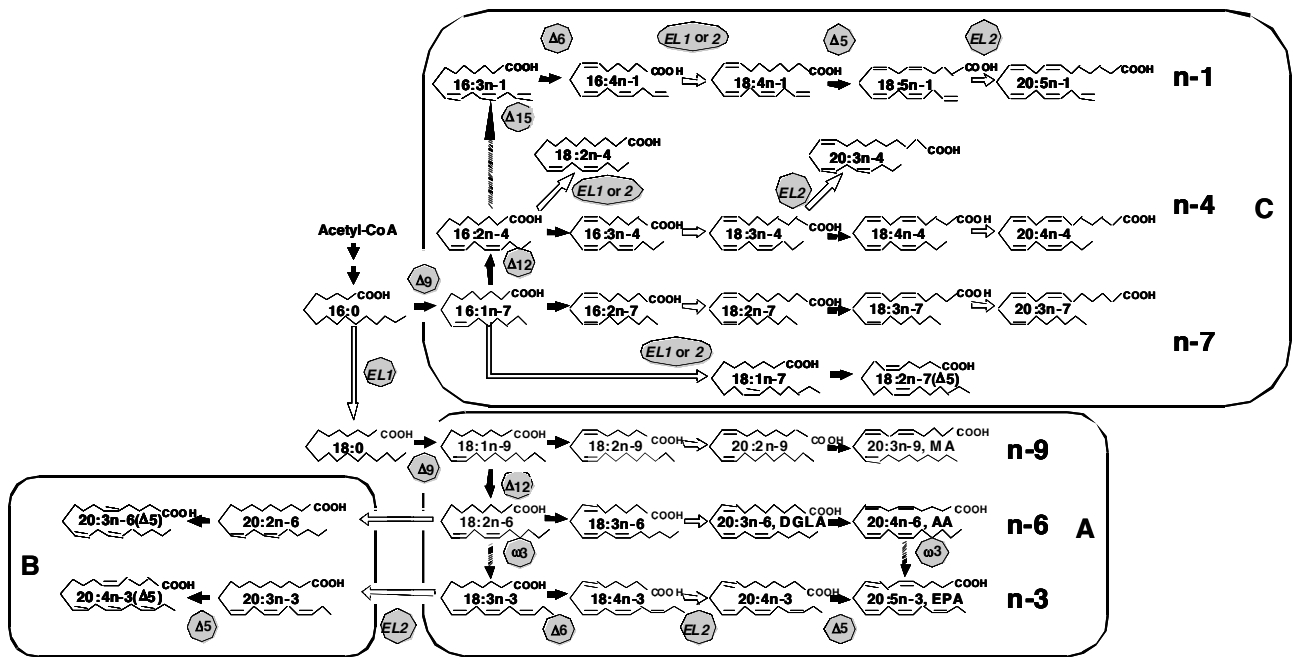 Δ6
EL1 or 2
Δ5
EL2
COOH
COOH
COOH
COOH
COOH
16:3n-1
16:4n-1
18:4n-1
18:5n-1
20:5n-1
n-1
Δ15
COOH
18:2n-4
COOH
20:3n-4
EL1 or 2
EL2
n-4
C
COOH
COOH
COOH
COOH
COOH
16:2n-4
16:3n-4
18:3n-4
18:4n-4
20:4n-4
Acetyl-CoA
Δ12
Δ9
COOH
COOH
COOH
COOH
COOH
COOH
16:0
16:1n-7
16:2n-7
18:2n-7
18:3n-7
20:3n-7
n-7
EL1 or 2
EL1
COOH
COOH
18:1n-7
18:2n-7(Δ5)
COOH
COOH
COOH
COOH
COOH
18:0
18:1n-9
18:2n-9
20:2n-9
20:3n-9, MA
n-9
Δ9
Δ12
COOH
COOH
COOH
COOH
COOH
COOH
20:3n-6(Δ5)
20:2n-6
18:2n-6
18:3n-6
20:3n-6, DGLA
20:4n-6, AA
n-6
A
ω3
ω3
B
COOH
COOH
COOH
COOH
COOH
COOH
20:4n-3(Δ5)
20:3n-3
18:3n-3
18:4n-3
20:4n-3
20:5n-3, EPA
n-3
Δ5
EL2
Δ6
EL2
Δ5